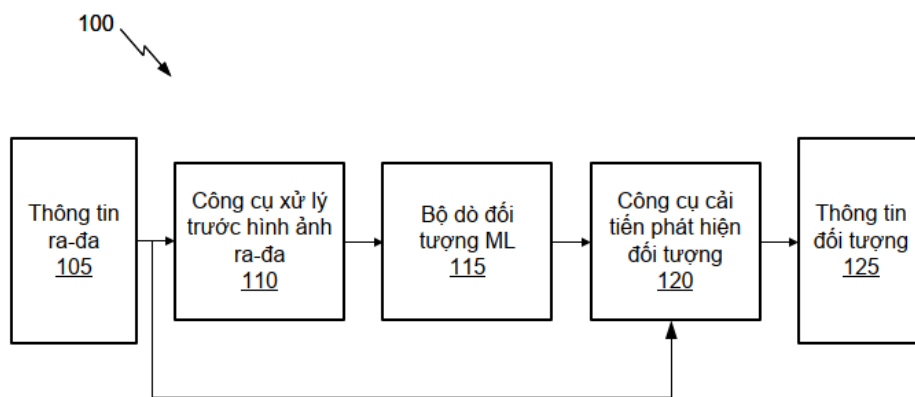 100
Thông tin
ra-đa
105
Công cụ xử lý
trước hình ảnh
ra-đa
110
Bộ dò đối
tượng ML
115
Công cụ cải
tiến phát hiện
đối tượng
120
Thông tin
đối tượng
125